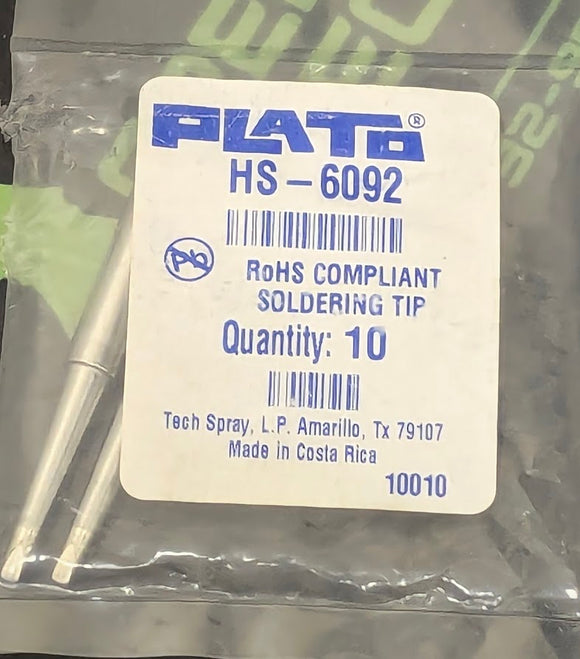 PLATO®
HS-6092
Pb
RoHS COMPLIANT
SOLDERING TIP
Quantity: 10
Tech Spray, L.P. Amarillo, Tx 79107
Made in Costa Rica
10010